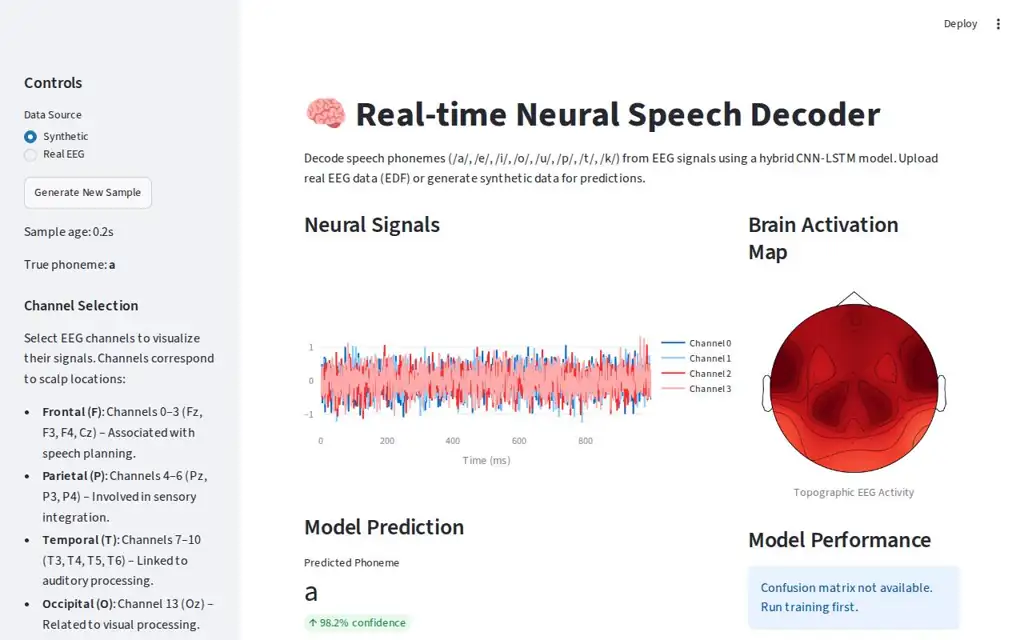 Deploy
Controls
Data Source
Synthetic
Real EEG
Generate New Sample
Sample age: 0.2s
True phoneme: a
Channel Selection
Select EEG channels to visualize
their signals. Channels correspond
to scalp locations:
Frontal (F): Channels 0–3 (Fz,
F3, F4, Cz) – Associated with
speech planning.
Parietal (P): Channels 4–6 (Pz,
P3, P4) – Involved in sensory
integration.
Temporal (T): Channels 7–10
(T3, T4, T5, T6) – Linked to
auditory processing.
Occipital (O): Channel 13 (Oz) –
Related to visual processing.
Real-time Neural Speech Decoder
Decode speech phonemes (/a/, /e/, /i/, /o/, /u/, /p/, /t/, /k/) from EEG signals using a hybrid CNN-LSTM model. Upload
real EEG data (EDF) or generate synthetic data for predictions.
Neural Signals
1
0
−1
0 200 400 600 800
Time (ms)
Channel 0
Channel 1
Channel 2
Channel 3
Model Prediction
Predicted Phoneme
a
↑ 98.2% confidence
Brain Activation
Map
Topographic EEG Activity
Model Performance
Confusion matrix not available.
Run training first.